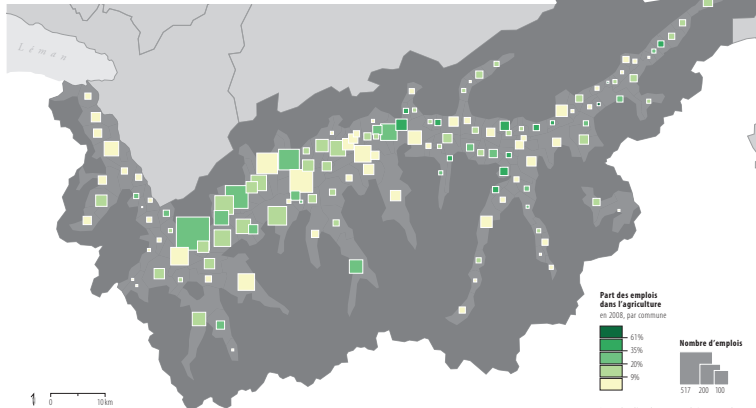 Léman
Part des emplois
dans l'agriculture
en 2008, par commune
61%
35%
20%
9%
Nombre d'emplois
517 200 100
0 10 km